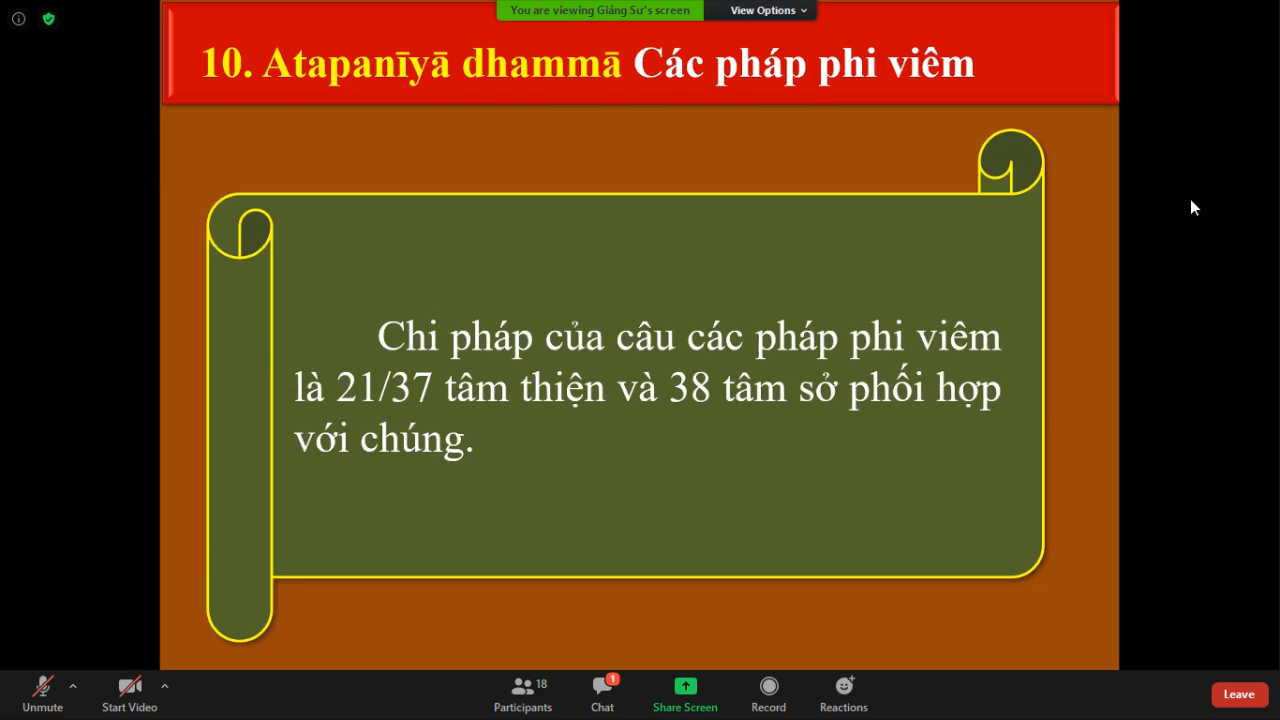 You are viewing Giảng Sư's screen
View Options
10. Atapanīyā dhammā Các pháp phi viêm
Chi pháp của câu các pháp phi viêm
là 21/37 tâm thiện và 38 tâm sở phối hợp
với chúng.
Unmute
Start Video
Participants
18
Chat
1
Share Screen
Record
Reactions
Leave